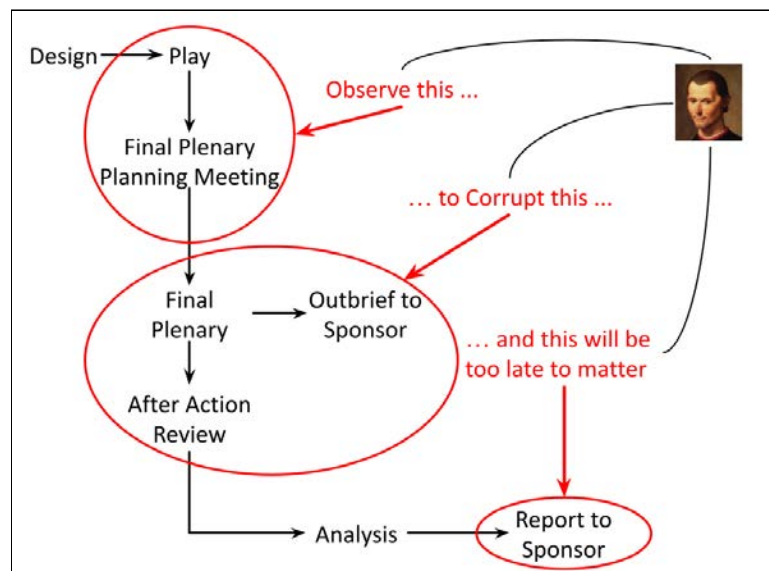 Design
Play
Observe this ...
Final Plenary
Planning Meeting
... to Corrupt this ...
Final
Plenary
Outbrief to
Sponsor
... and this will be
too late to matter
After Action
Review
Analysis
Report to
Sponsor